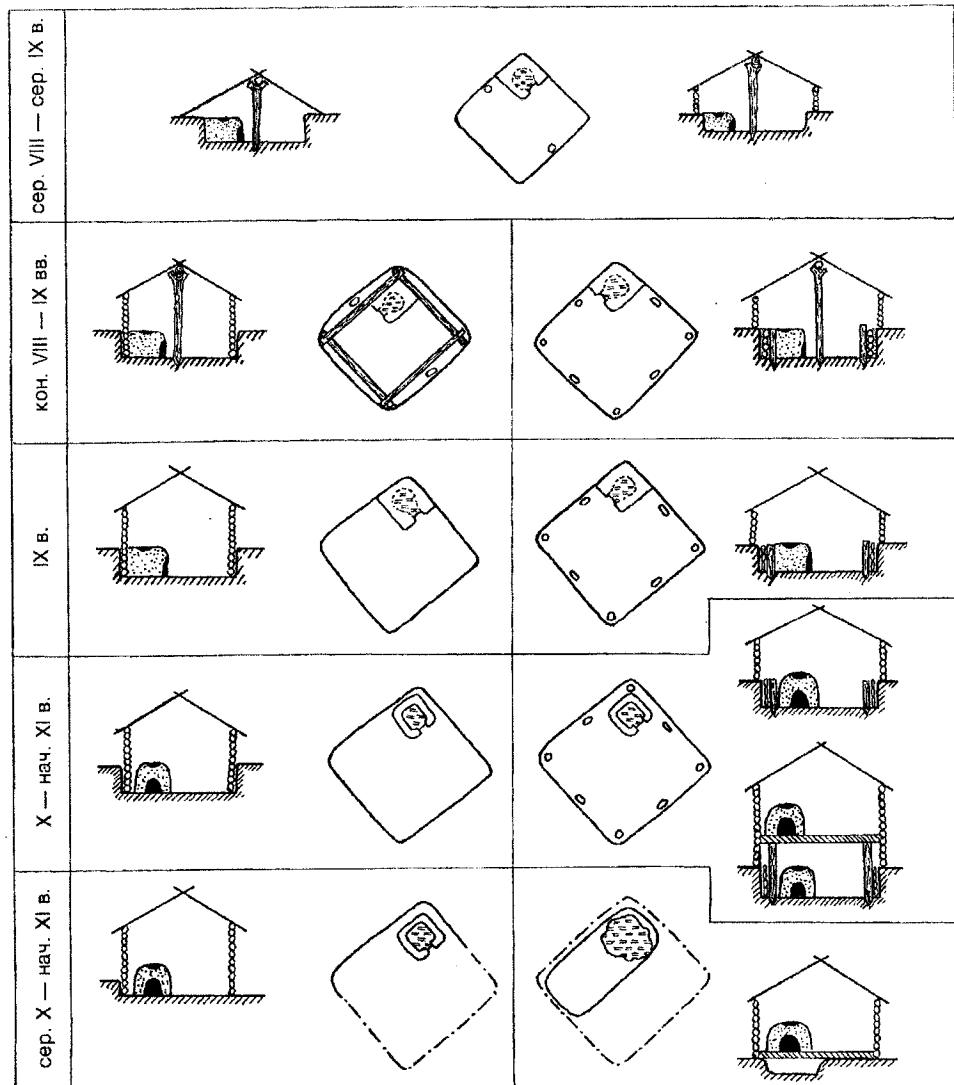 сер. VIII — сер. IX в.
кон. VIII — IX вв.
IX в.
X — нач. XI в.
сер. X — нач. XI в.